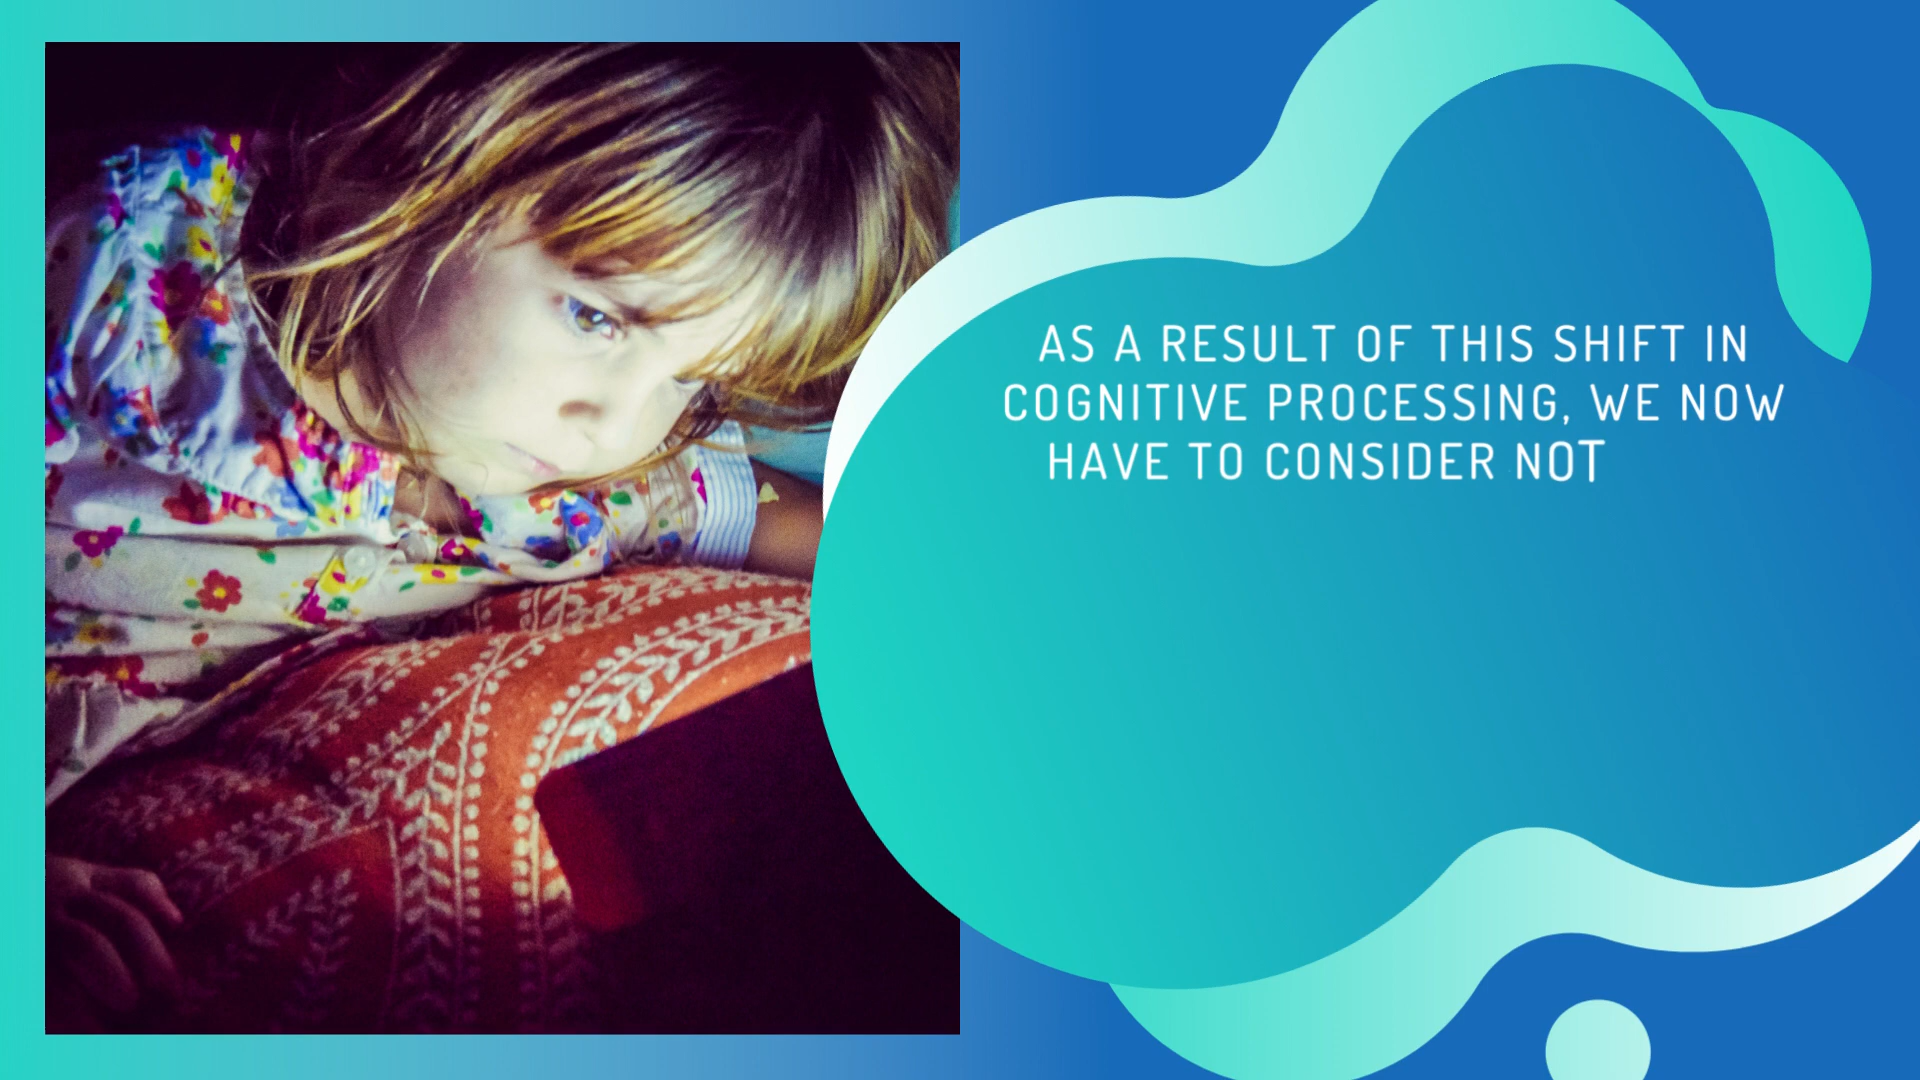 AS A RESULT OF THIS SHIFT IN
COGNITIVE PROCESSING, WE NOW
HAVE TO CONSIDER NOT